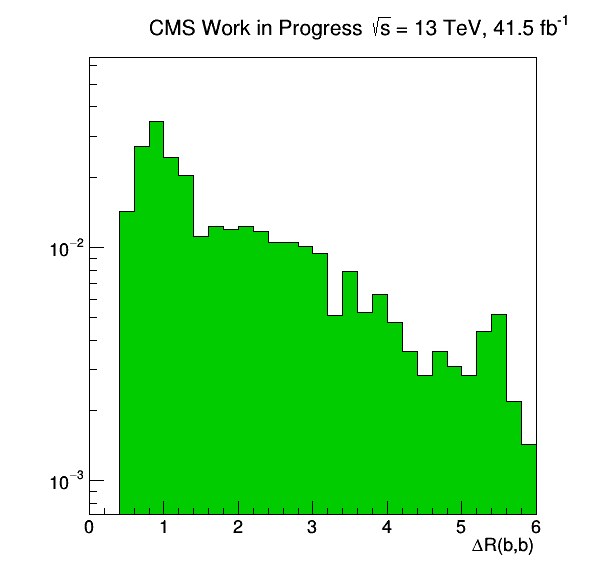 CMS Work in Progress √s = 13 TeV, 41.5 fb⁻¹
10⁻²
10⁻³
0 1 2 3 4 5 6
ΔR(b,b)